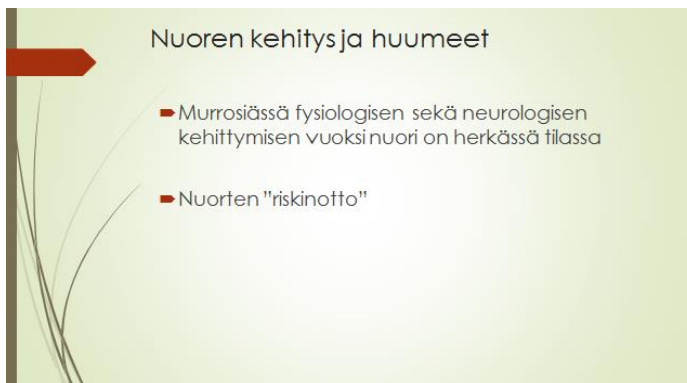 Nuoren kehitys ja huumeet
Murrosiässä fysiologisen sekä neurologisen
kehittymisen vuoksi nuori on herkässä tilassa
Nuorten ”riskinotto”